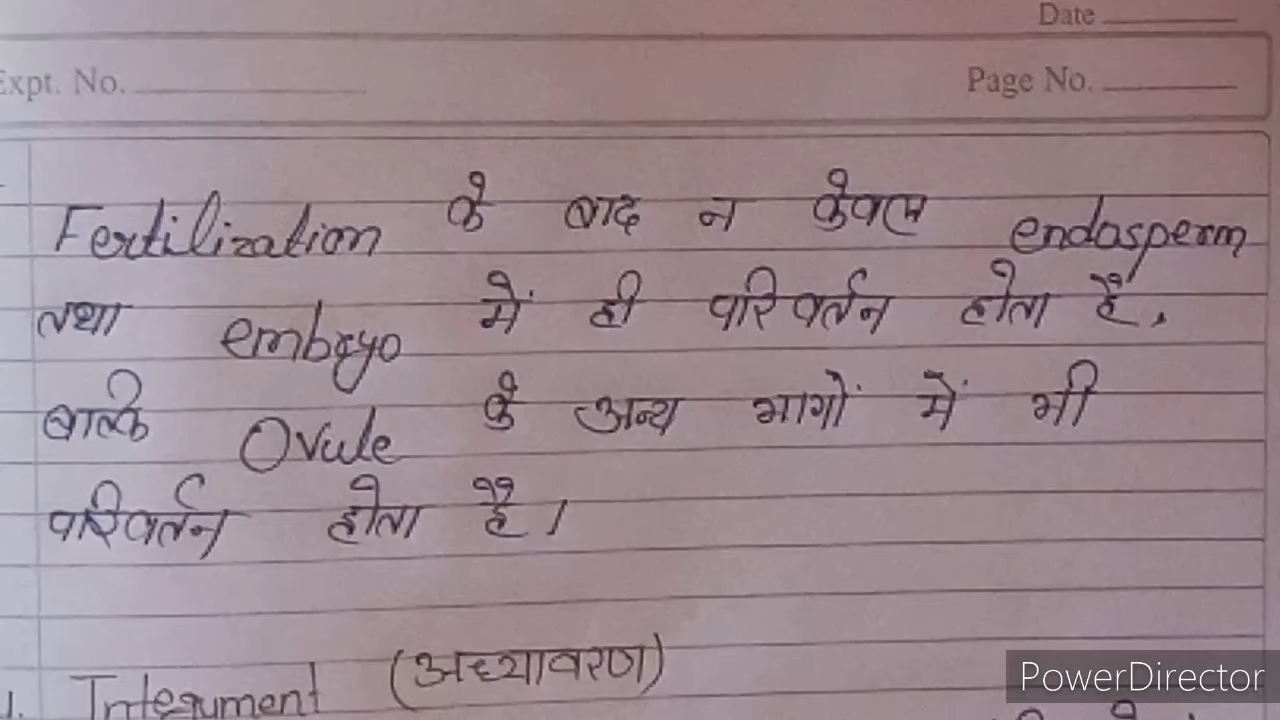 Date
Expt. No.
Page No.
Fertilization के बाद न केवल endosperm
तथा embryo में ही परिवर्तन होता है,
बल्कि Ovule के अन्य भागों में भी
परिवर्तन होता है।
1. Integument (अध्यावरण)
PowerDirector